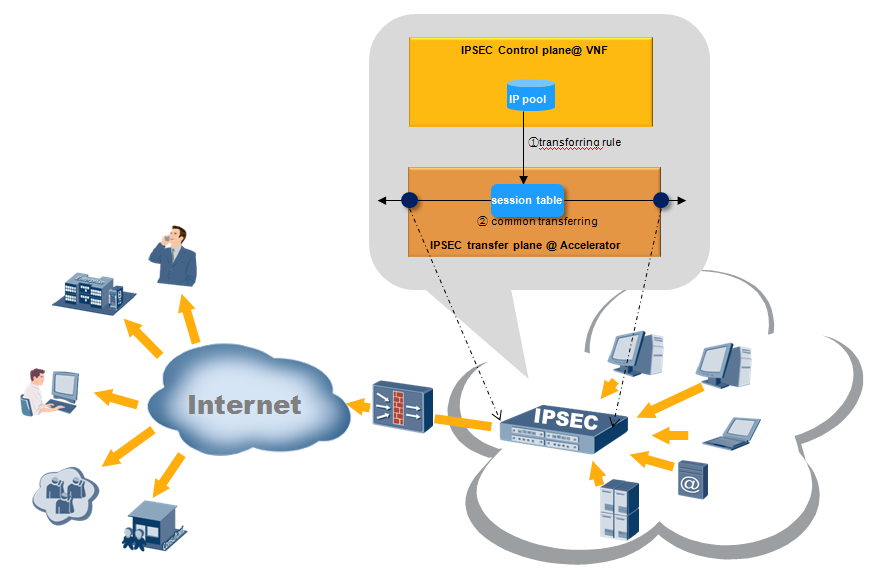 IPSEC Control plane@ VNF
IP pool
①transforring rule
session table
② common transferring
IPSEC transfer plane @ Accelerator
Internet
IPSEC
@